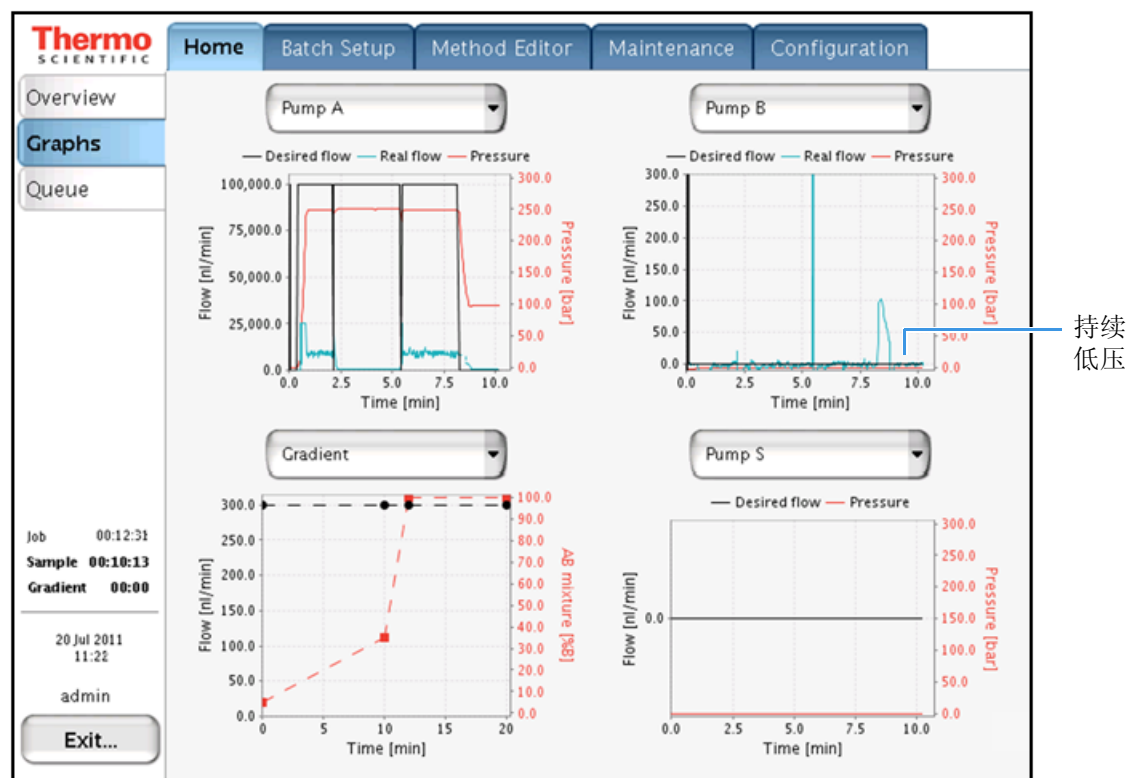 Thermo
SCIENTIFIC
Home
Batch Setup
Method Editor
Maintenance
Configuration
Overview
Graphs
Queue
Pump A
Desired flow
Real flow
Pressure
100,000.0
75,000.0
50,000.0
25,000.0
0.0
Flow [nl/min]
300.0
250.0
200.0
150.0
100.0
50.0
0.0
Pressure [bar]
0.0 2.5 5.0 7.5 10.0
Time [min]
Pump B
Desired flow
Real flow
Pressure
300.0
250.0
200.0
150.0
100.0
50.0
0.0
Flow [nl/min]
300.0
250.0
200.0
150.0
100.0
50.0
0.0
Pressure [bar]
0.0 2.5 5.0 7.5 10.0
Time [min]
持续
低压
Gradient
300.0
250.0
200.0
150.0
100.0
50.0
0.0
Flow [nl/min]
100.0
90.0
80.0
70.0
60.0
50.0
40.0
30.0
20.0
10.0
0.0
AB mixture [%B]
0 5 10 15 20
Time [min]
Pump S
Desired flow
Pressure
0.0
Flow [nl/min]
300.0
250.0
200.0
150.0
100.0
50.0
0.0
Pressure [bar]
0.0 2.5 5.0 7.5 10.0
Time [min]
Job 00:12:31
Sample 00:10:13
Gradient 00:00
20 Jul 2011
11:22
admin
Exit...